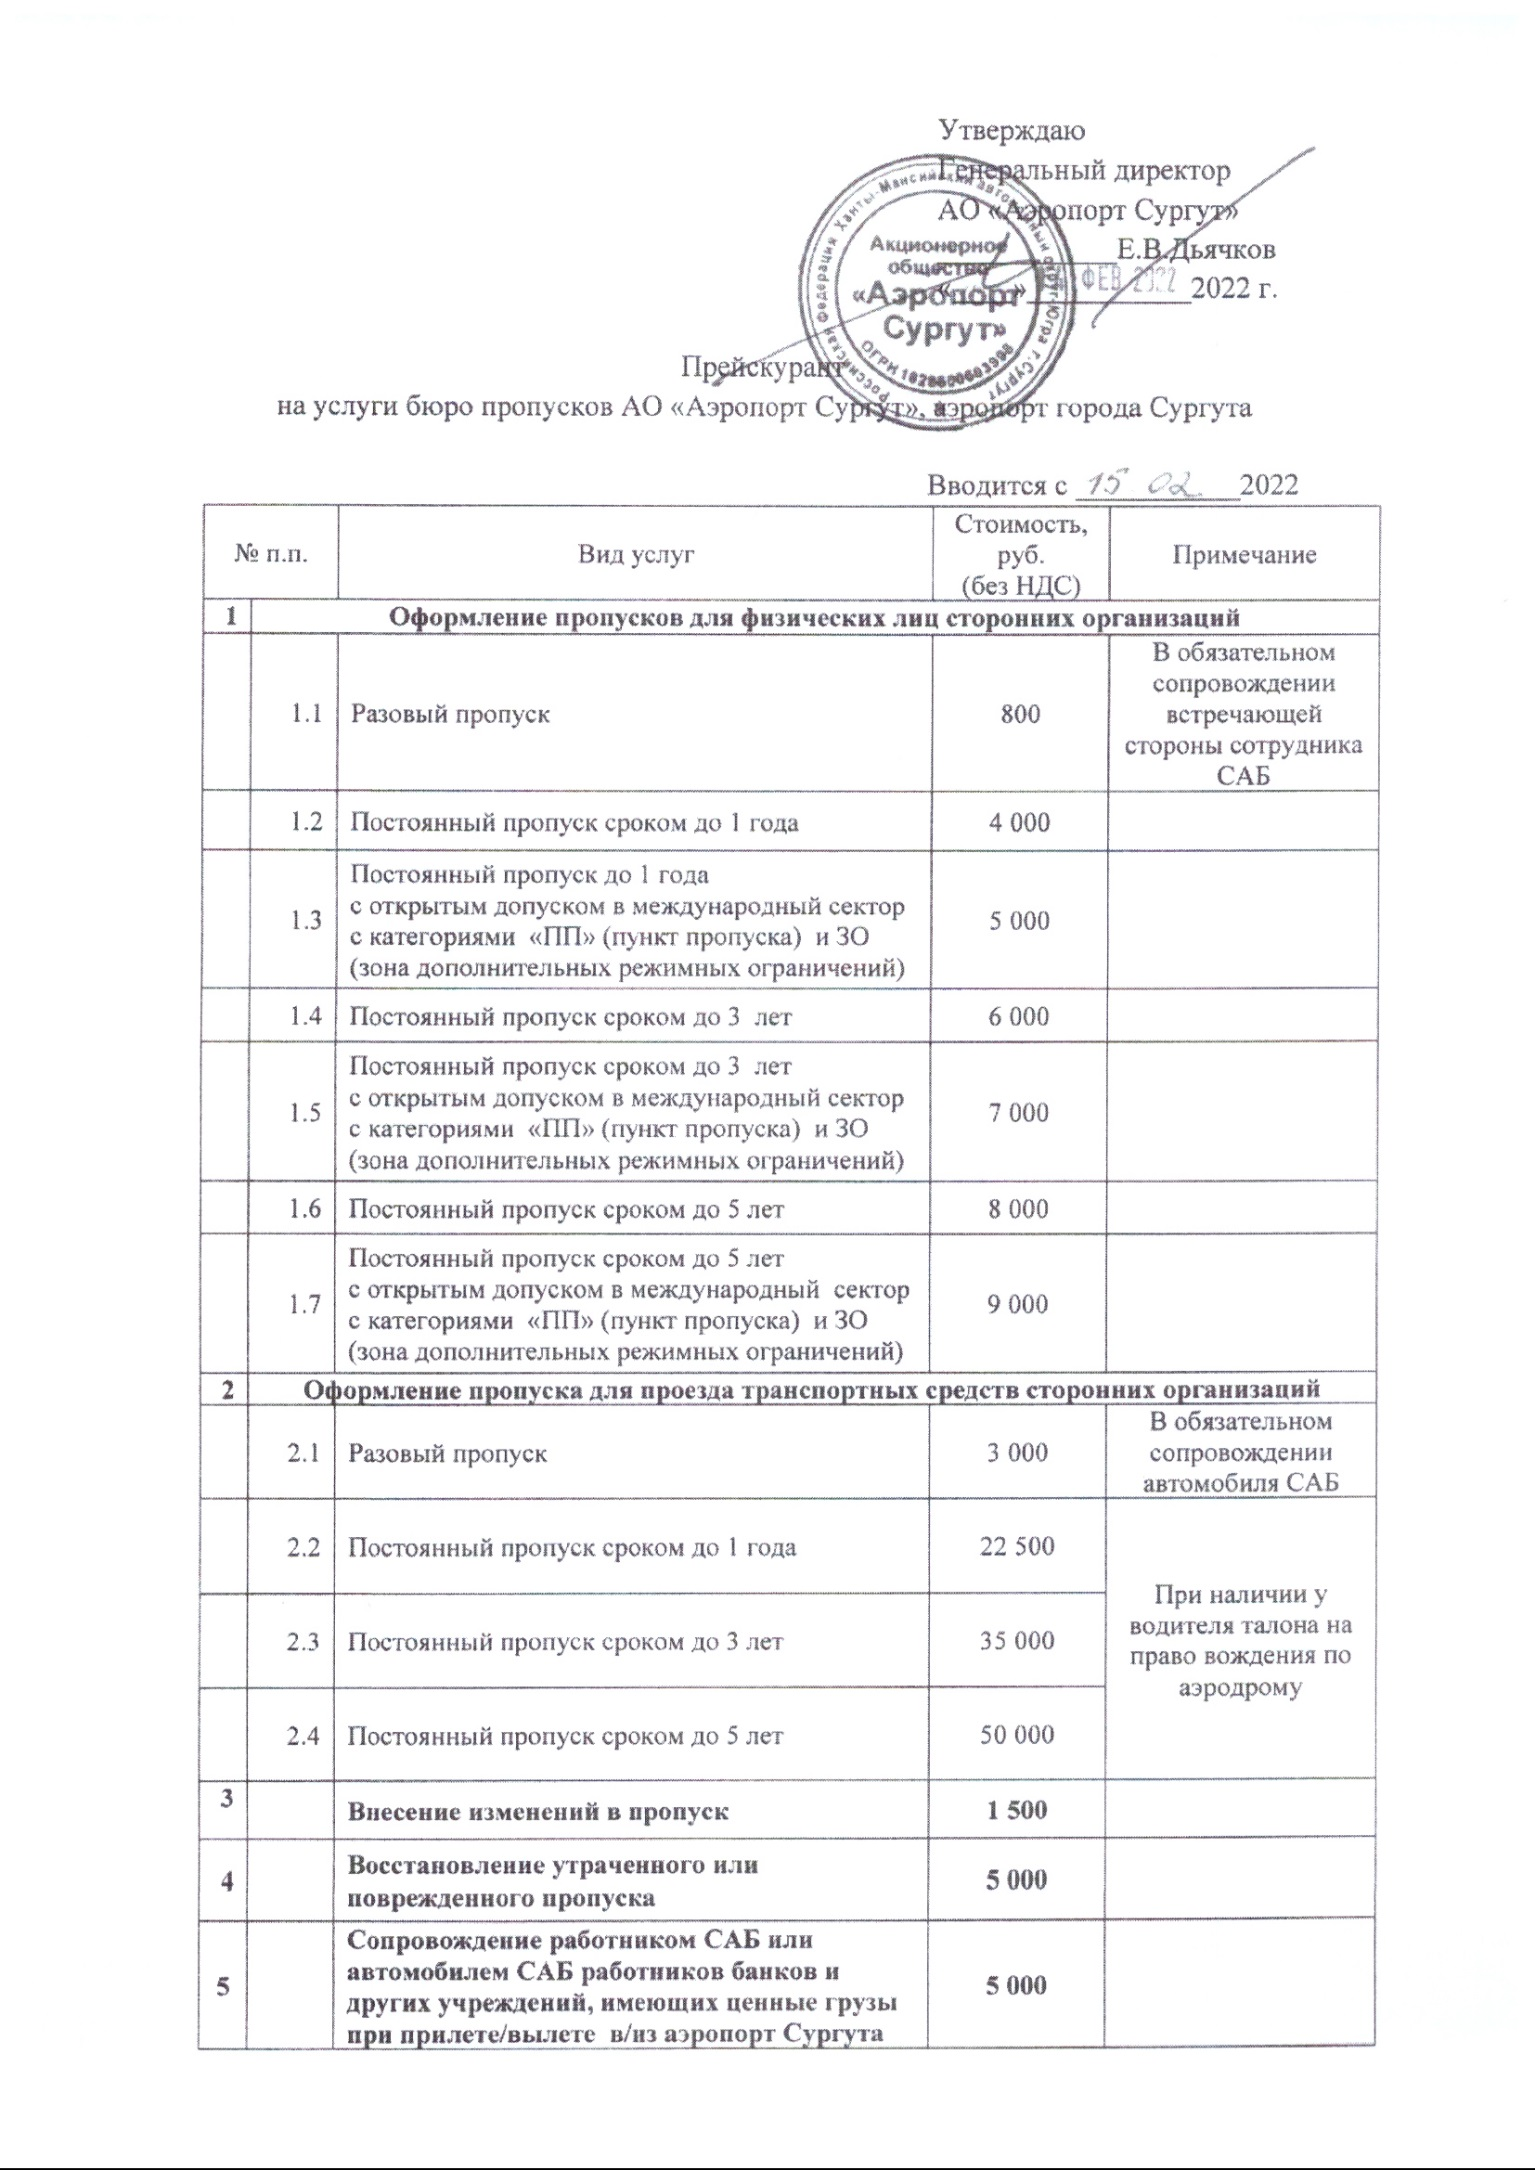 Утверждаю
Генеральный директор
АО «Аэропорт Сургут»
Е.В.Дьячков
« » ФЕВ 2022 2022 г.
Российская Федерация Ханты-Мансийский автономный округ-Югра г.Сургут
Акционерное
общество
«Аэропорт
Сургут»
ОГРН
Прейскурант
на услуги бюро пропусков АО «Аэропорт Сургут», аэропорт города Сургута
Вводится с 15 02. 2022
№ п.п.
Вид услуг
Стоимость,
руб.
(без НДС)
Примечание
1 Оформление пропусков для физических лиц сторонних организаций
1.1 Разовый пропуск 800
В обязательном
сопровождении
встречающей
стороны сотрудника
САБ
1.2 Постоянный пропуск сроком до 1 года 4 000
1.3
Постоянный пропуск до 1 года
с открытым допуском в международный сектор
с категориями «ПП» (пункт пропуска) и ЗО
(зона дополнительных режимных ограничений)
5 000
1.4 Постоянный пропуск сроком до 3 лет 6 000
1.5
Постоянный пропуск сроком до 3 лет
с открытым допуском в международный сектор
с категориями «ПП» (пункт пропуска) и ЗО
(зона дополнительных режимных ограничений)
7 000
1.6 Постоянный пропуск сроком до 5 лет 8 000
1.7
Постоянный пропуск сроком до 5 лет
с открытым допуском в международный сектор
с категориями «ПП» (пункт пропуска) и ЗО
(зона дополнительных режимных ограничений)
9 000
2 Оформление пропуска для проезда транспортных средств сторонних организаций
2.1 Разовый пропуск 3 000
В обязательном
сопровождении
автомобиля САБ
2.2 Постоянный пропуск сроком до 1 года 22 500
При наличии у
водителя талона на
право вождения по
аэродрому
2.3 Постоянный пропуск сроком до 3 лет 35 000
2.4 Постоянный пропуск сроком до 5 лет 50 000
3 Внесение изменений в пропуск 1 500
4
Восстановление утраченного или
поврежденного пропуска
5 000
5
Сопровождение работником САБ или
автомобилем САБ работников банков и
других учреждений, имеющих ценные грузы
при прилете/вылете в/из аэропорт Сургута
5 000